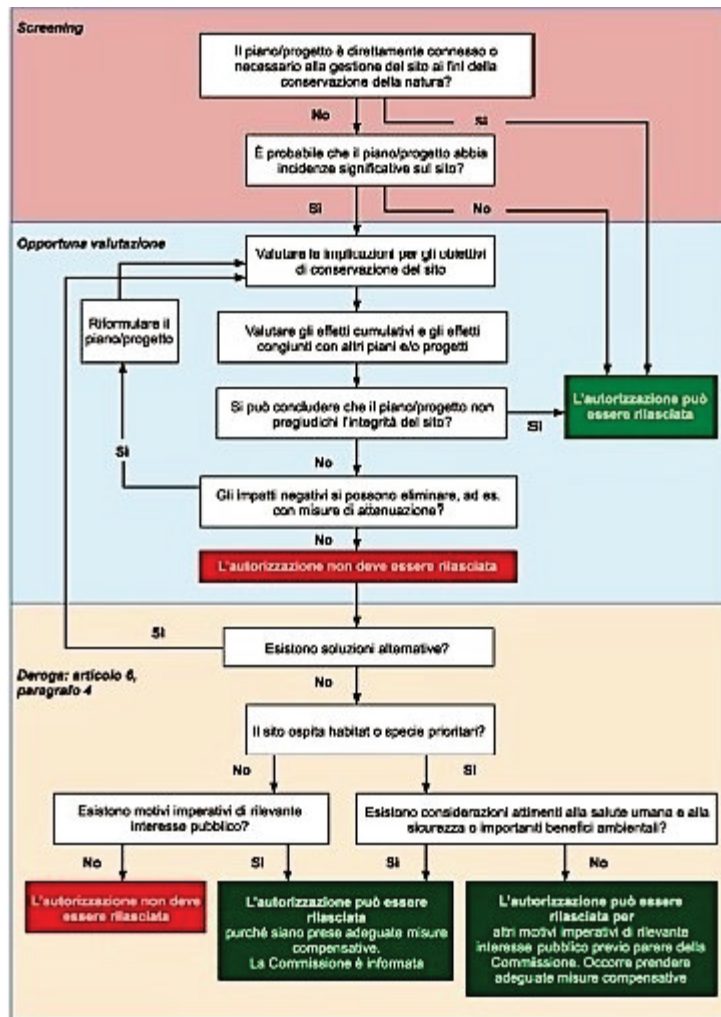 Screening
Il piano/progetto è direttamente connesso o
necessario alla gestione del sito ai fini della
conservazione della natura?
No
Sì
È probabile che il piano/progetto abbia
incidenze significative sul sito?
Sì
No
Opportuna valutazione
Valutare le implicazioni per gli obiettivi
di conservazione del sito
Riformulare il
piano/progetto
Valutare gli effetti cumulativi e gli effetti
congiunti con altri piani e/o progetti
L'autorizzazione può
essere rilasciata
Si può concludere che il piano/progetto non
pregiudichi l'integrità del sito?
Sì
Sì
No
Gli impatti negativi si possono eliminare, ad es.
con misure di attenuazione?
No
L'autorizzazione non deve essere rilasciata
Sì
Esistono soluzioni alternative?
Deroga: articolo 6,
paragrafo 4
No
Il sito ospita habitat o specie prioritari?
No
Sì
Esistono motivi imperativi di rilevante
interesse pubblico?
Esistono considerazioni attinenti alla salute umana e alla
sicurezza o importanti benefici ambientali?
No
Sì
Sì
No
L'autorizzazione non deve
essere rilasciata
L'autorizzazione può essere
rilasciata
purché siano prese adeguate misure
compensative.
La Commissione è informata
L'autorizzazione può essere
rilasciata per
altri motivi imperativi di rilevante
interesse pubblico previo parere della
Commissione. Occorre prendere
adeguate misure compensative